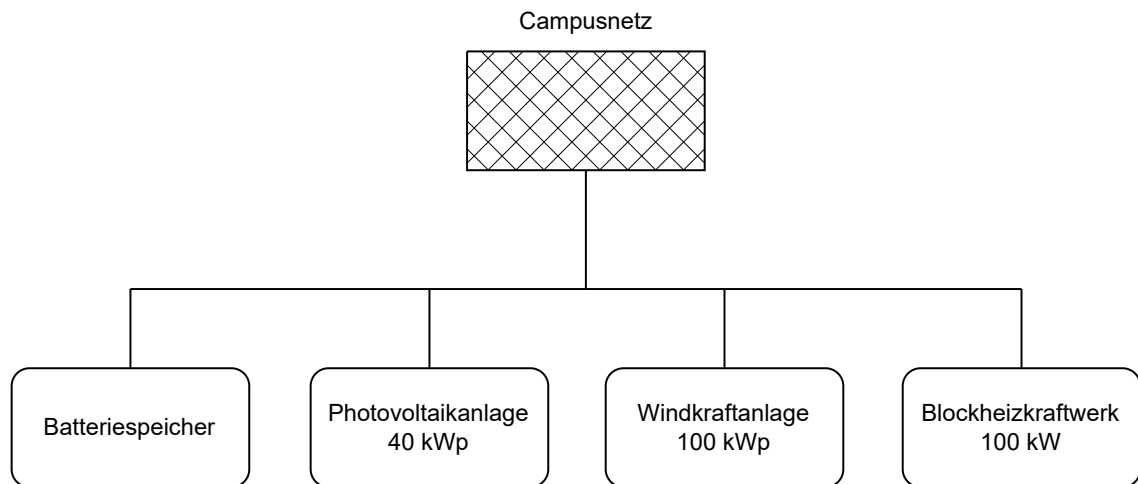 Campusnetz
Batteriespeicher
Photovoltaikanlage
40 kWp
Windkraftanlage
100 kWp
Blockheizkraftwerk
100 kW